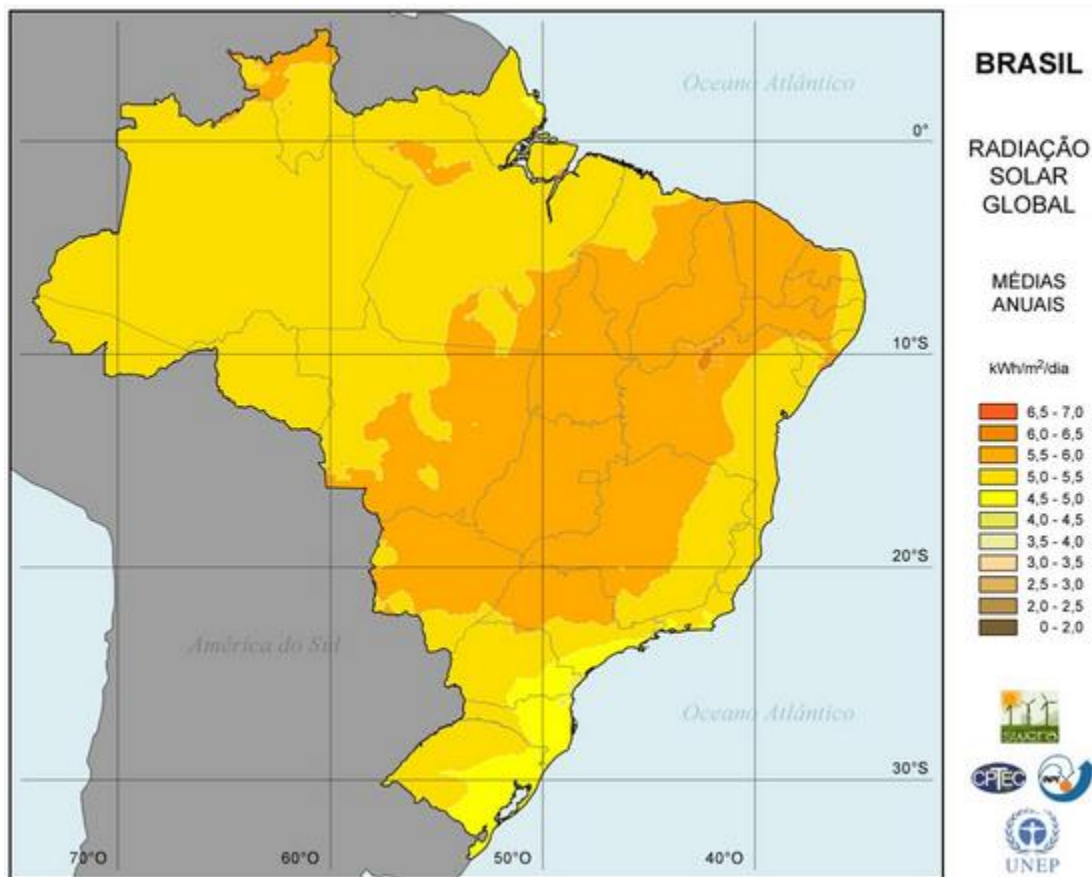 BRASIL
RADIAÇÃO
SOLAR
GLOBAL
MÉDIAS
ANUAIS
kWh/m²/dia
6,5 - 7,0
6,0 - 6,5
5,5 - 6,0
5,0 - 5,5
4,5 - 5,0
4,0 - 4,5
3,5 - 4,0
3,0 - 3,5
2,5 - 3,0
2,0 - 2,5
0 - 2,0
CPTEC
UNEP
Oceano Atlântico
0°
10°S
20°S
América do Sul
Oceano Atlântico
30°S
70°O
60°O
50°O
40°O